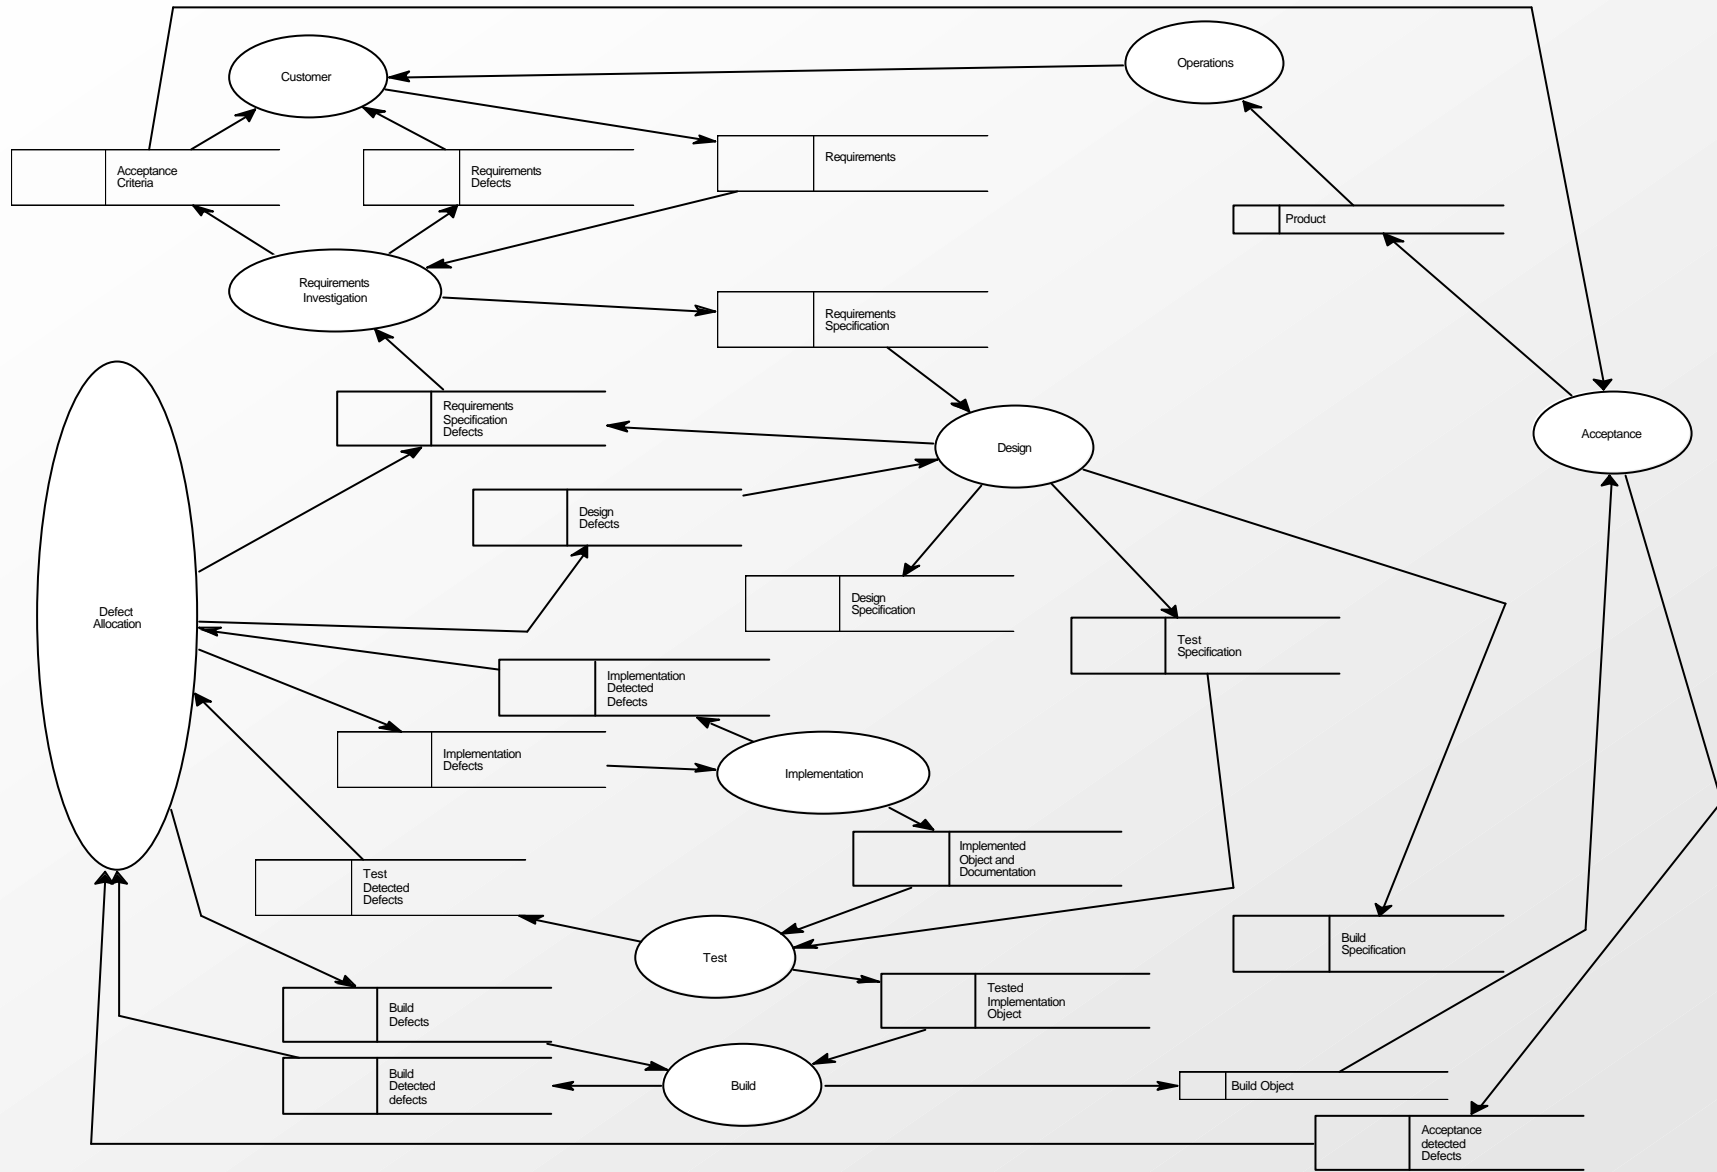 Customer
Operations
Acceptance
Criteria
Requirements
Defects
Requirements
Product
Requirements
Investigation
Requirements
Specification
Requirements
Specification
Defects
Design
Acceptance
Design
Defects
Design
Specification
Defect
Allocation
Test
Specification
Implementation
Detected
Defects
Implementation
Defects
Implementation
Implemented
Object and
Documentation
Test
Detected
Defects
Test
Build
Specification
Build
Defects
Tested
Implementation
Object
Build
Detected
defects
Build
Build Object
Acceptance
detected
Defects